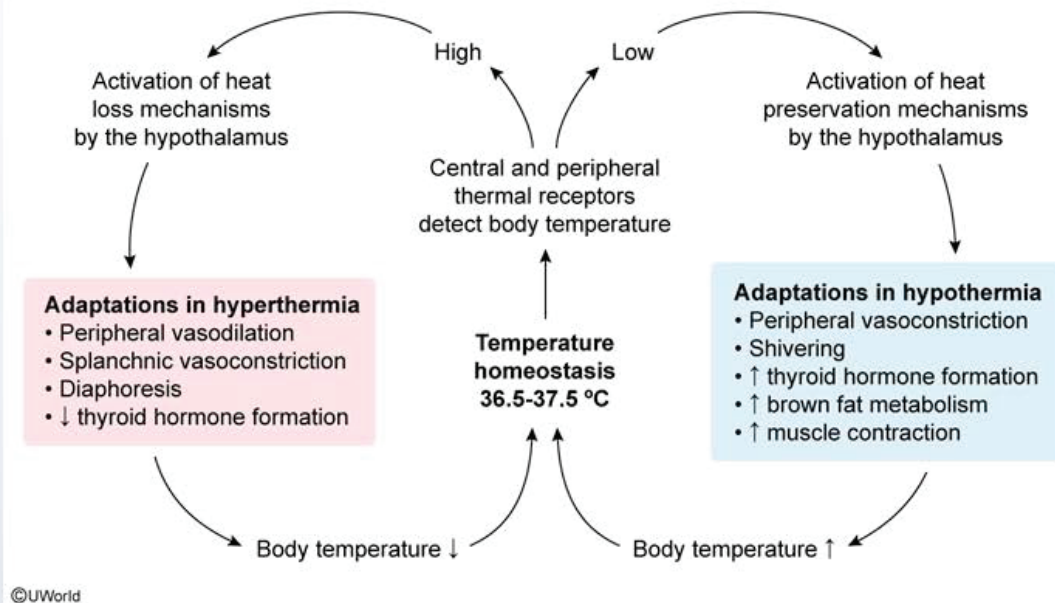 High
Low
Activation of heat
loss mechanisms
by the hypothalamus
Activation of heat
preservation mechanisms
by the hypothalamus
Central and peripheral
thermal receptors
detect body temperature
Adaptations in hyperthermia
• Peripheral vasodilation
• Splanchnic vasoconstriction
• Diaphoresis
• ↓ thyroid hormone formation
Temperature
homeostasis
36.5-37.5 ºC
Adaptations in hypothermia
• Peripheral vasoconstriction
• Shivering
• ↑ thyroid hormone formation
• ↑ brown fat metabolism
• ↑ muscle contraction
Body temperature ↓
Body temperature ↑
©UWorld